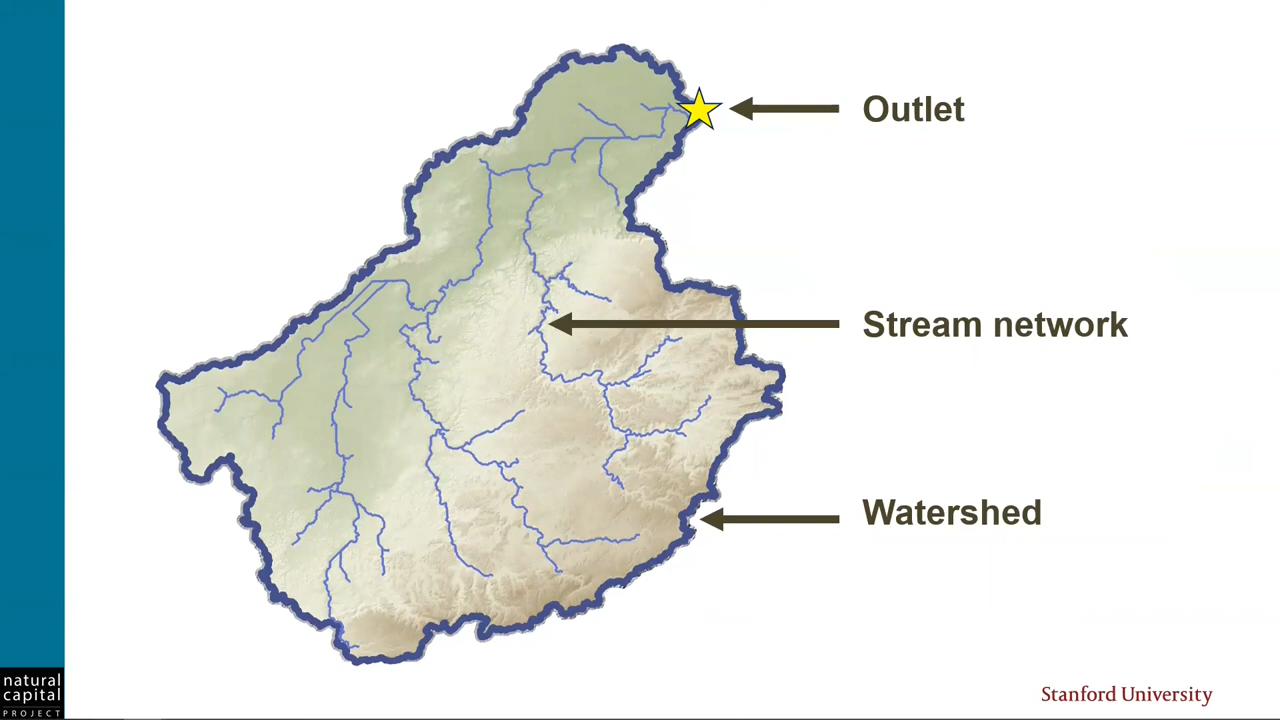 Outlet
Stream network
Watershed
natural
capital
PROJECT
Stanford University